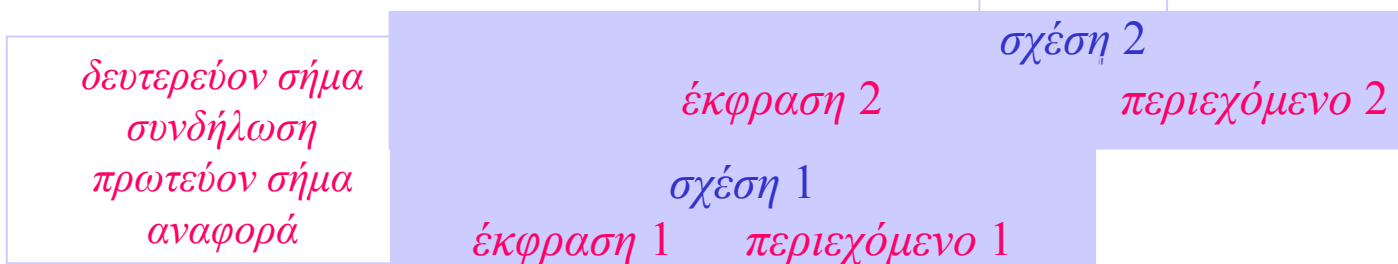 δευτερεύον σήμα
συνδήλωση
πρωτεύον σήμα
αναφορά
σχέση 2
έκφραση 2 περιεχόμενο 2
σχέση 1
έκφραση 1 περιεχόμενο 1